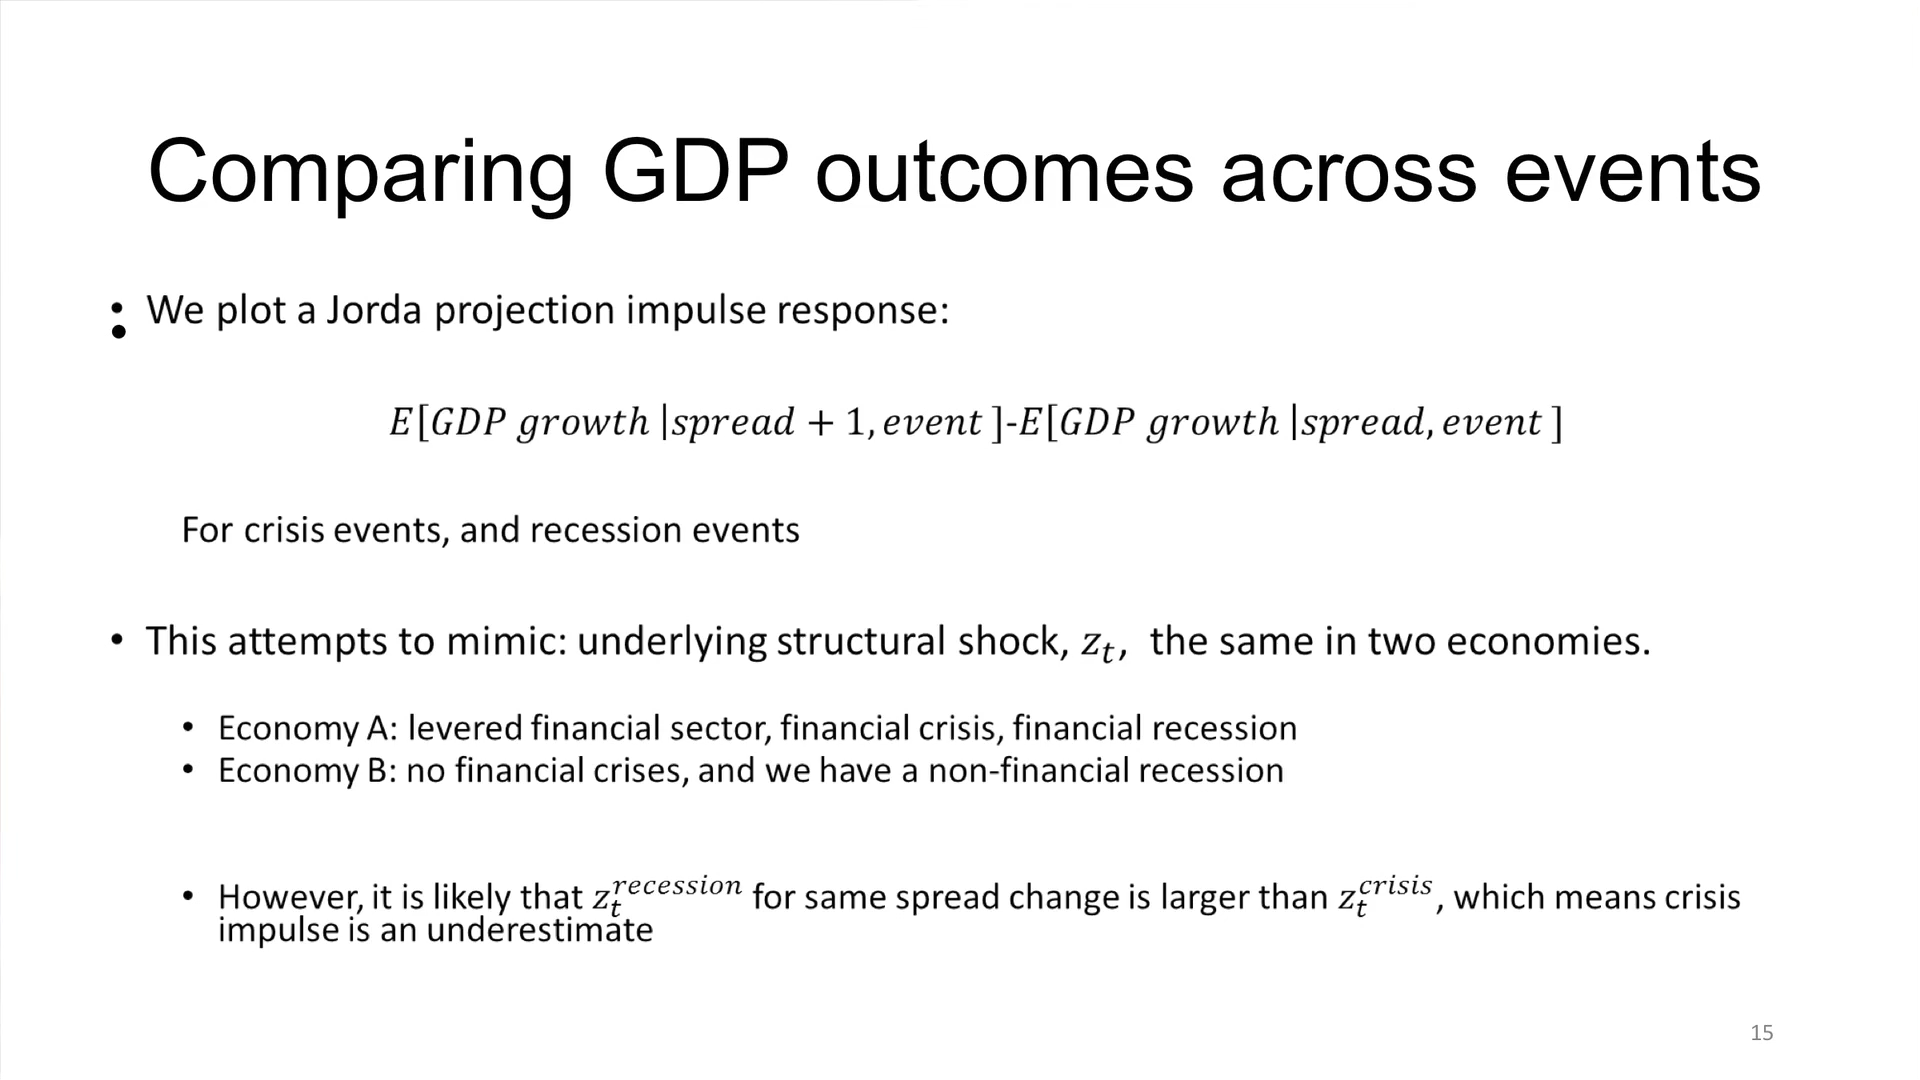 Comparing GDP outcomes across events
• We plot a Jorda projection impulse response:
•
E[GDP growth |spread + 1, event ]-E[GDP growth |spread, event ]
For crisis events, and recession events
• This attempts to mimic: underlying structural shock, z_t, the same in two economies.
• Economy A: levered financial sector, financial crisis, financial recession
• Economy B: no financial crises, and we have a non-financial recession
• However, it is likely that z_t^{recession} for same spread change is larger than z_t^{crisis}, which means crisis
impulse is an underestimate
15